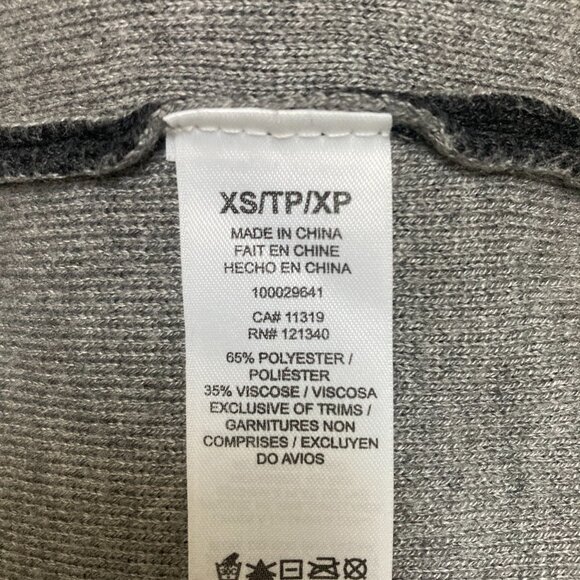 XS/TP/XP
MADE IN CHINA
FAIT EN CHINE
HECHO EN CHINA
100029641
CA# 11319
RN# 121340
65% POLYESTER /
POLIÉSTER
35% VISCOSE / VISCOSA
EXCLUSIVE OF TRIMS /
GARNITURES NON
COMPRISES / EXCLUYEN
DO AVIOS